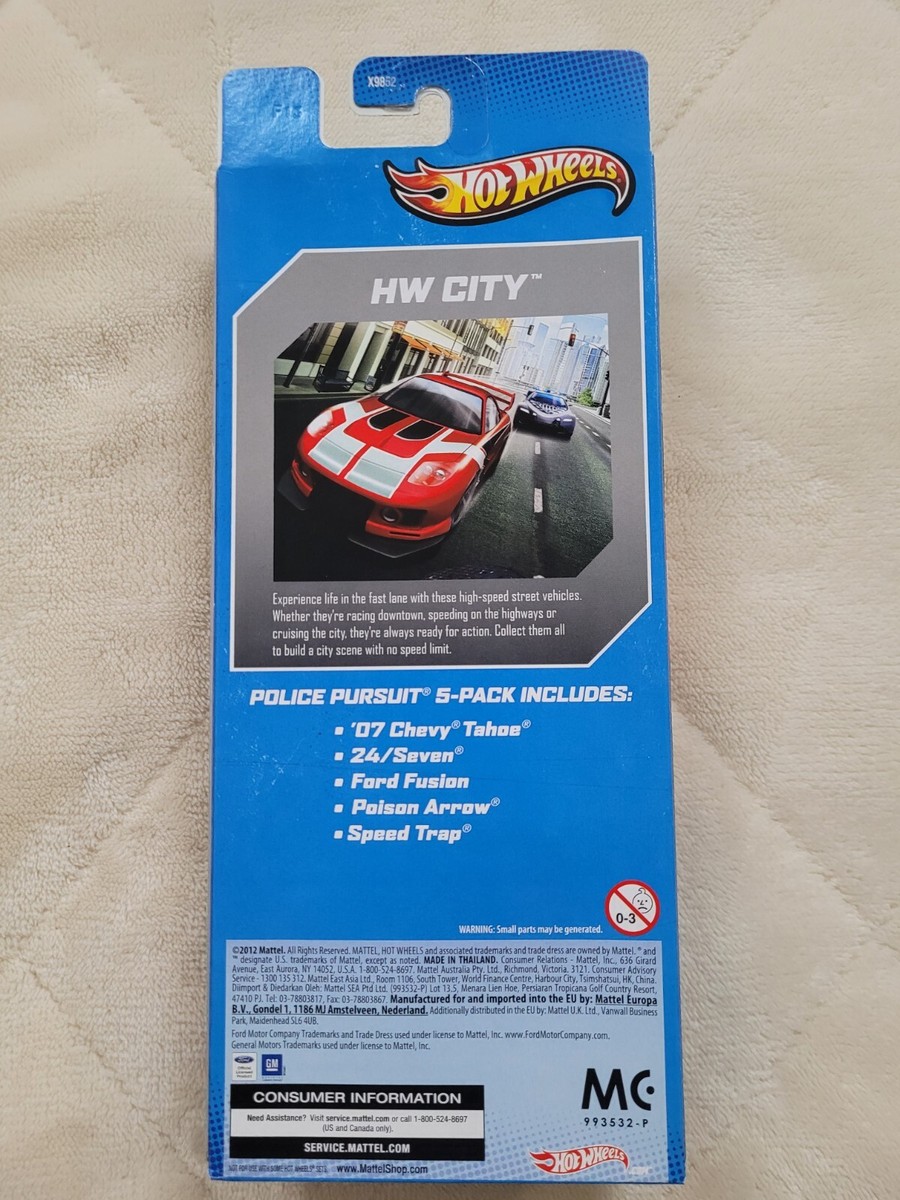 X9852
HOT WHEELS
HW CITY™
Experience life in the fast lane with these high-speed street vehicles.
Whether they're racing downtown, speeding on the highways or
cruising the city, they're always ready for action. Collect them all
to build a city scene with no speed limit.
POLICE PURSUIT® 5-PACK INCLUDES:
▪ '07 Chevy® Tahoe®
▪ 24/Seven®
▪ Ford Fusion
▪ Poison Arrow®
▪ Speed Trap®
0-3
WARNING: Small parts may be generated.
©2012 Mattel. All Rights Reserved. MATTEL, HOT WHEELS and associated trademarks and trade dress are owned by Mattel. ® and
™ designate U.S. trademarks of Mattel, except as noted. MADE IN THAILAND. Consumer Relations - Mattel, Inc., 636 Girard
Avenue, East Aurora, NY 14052, U.S.A. 1-800-524-8697. Mattel Australia Pty. Ltd., Richmond, Victoria. 3121. Consumer Advisory
Service - 1300 135 312. Mattel East Asia Ltd., Room 1106, South Tower, World Finance Centre, Harbour City, Tsimshatsui, HK, China.
Diimport & Diedarkan Oleh: Mattel SEA Ptd Ltd. (993532-P) Lot 13.5, Menara Lien Hoe, Persiaran Tropicana Golf Country Resort,
47410 PJ. Tel: 03-78803817, Fax: 03-78803867. Manufactured for and imported into the EU by: Mattel Europa
B.V., Gondel 1, 1186 MJ Amstelveen, Nederland. Additionally distributed in the EU by: Mattel U.K. Ltd., Vanwall Business
Park, Maidenhead SL6 4UB.
Ford Motor Company Trademarks and Trade Dress used under license to Mattel, Inc. www.FordMotorCompany.com.
General Motors Trademarks used under license to Mattel, Inc.
Ford
Official
Licensed
Product
GM
MC
993532-P
CONSUMER INFORMATION
Need Assistance? Visit service.mattel.com or call 1-800-524-8697
(US and Canada only).
SERVICE.MATTEL.COM
NOT FOR USE WITH SOME HOT WHEELS® SETS. www.MattelShop.com
HOT WHEELS